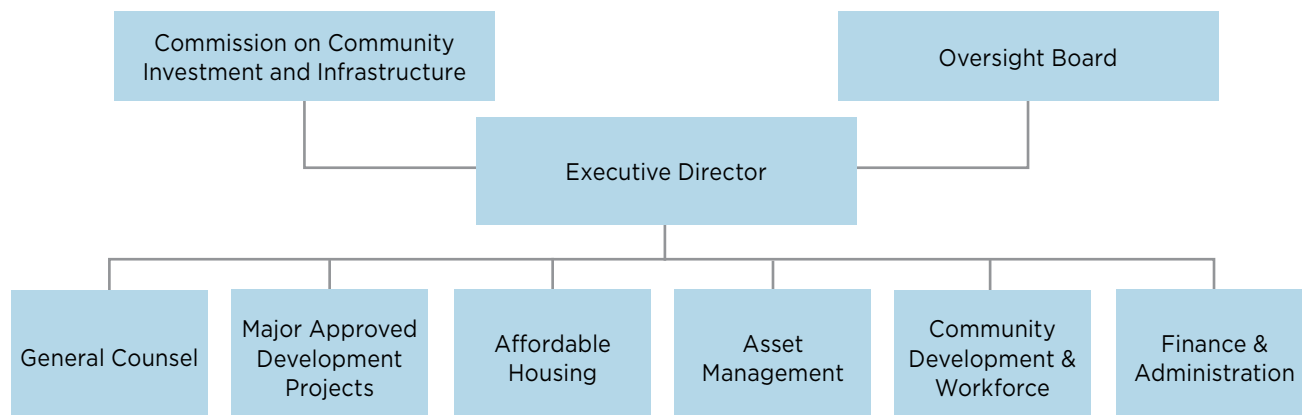 Commission on Community
Investment and Infrastructure
Oversight Board
Executive Director
General Counsel
Major Approved
Development
Projects
Affordable
Housing
Asset
Management
Community
Development &
Workforce
Finance &
Administration